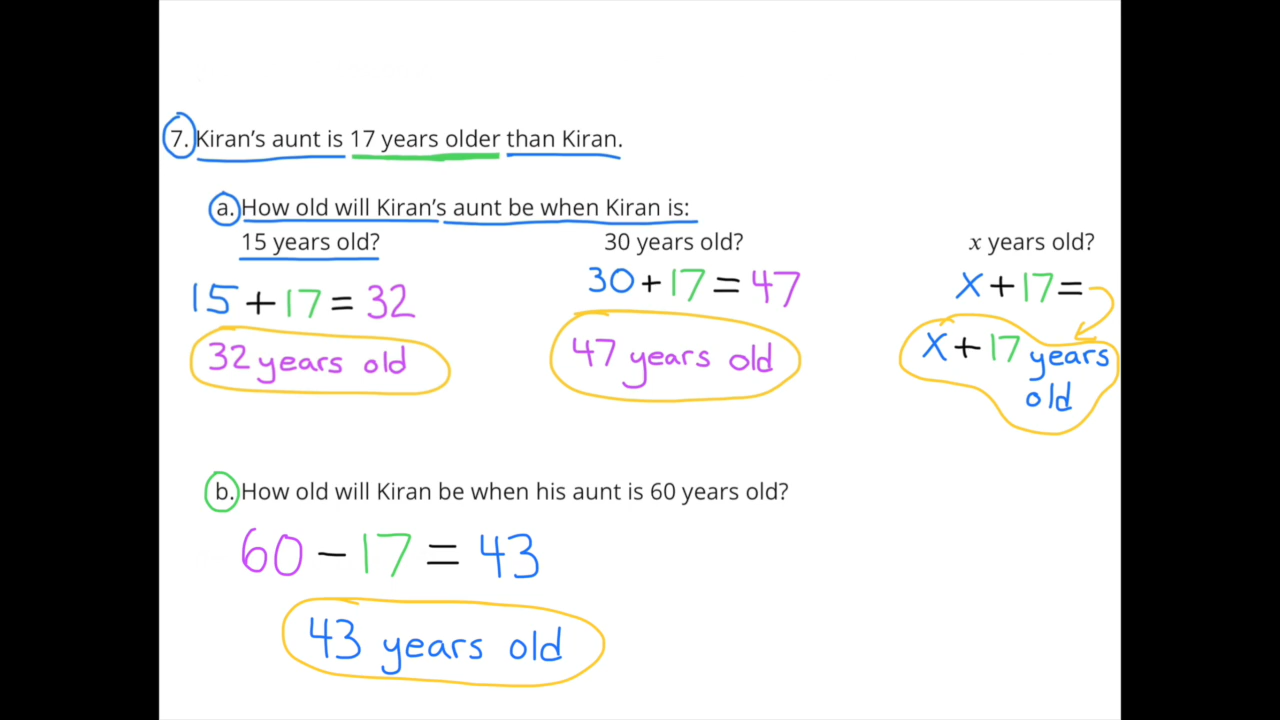 7. Kiran's aunt is 17 years older than Kiran.
a. How old will Kiran's aunt be when Kiran is:
15 years old?
30 years old?
x years old?
15 + 17 = 32
30 + 17 = 47
x + 17 =
32 years old
47 years old
x + 17 years
old
b. How old will Kiran be when his aunt is 60 years old?
60 - 17 = 43
43 years old